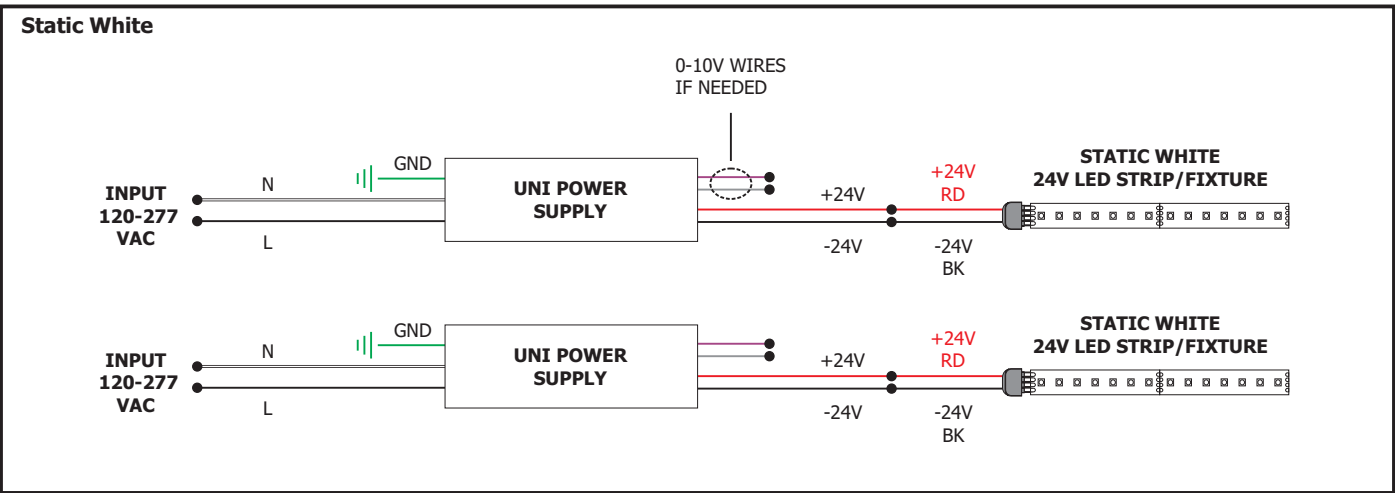 Static White
0-10V WIRES
IF NEEDED
GND
N
INPUT
120-277
VAC
L
UNI POWER
SUPPLY
+24V
-24V
+24V
RD
-24V
BK
STATIC WHITE
24V LED STRIP/FIXTURE
GND
N
INPUT
120-277
VAC
L
UNI POWER
SUPPLY
+24V
-24V
+24V
RD
-24V
BK
STATIC WHITE
24V LED STRIP/FIXTURE